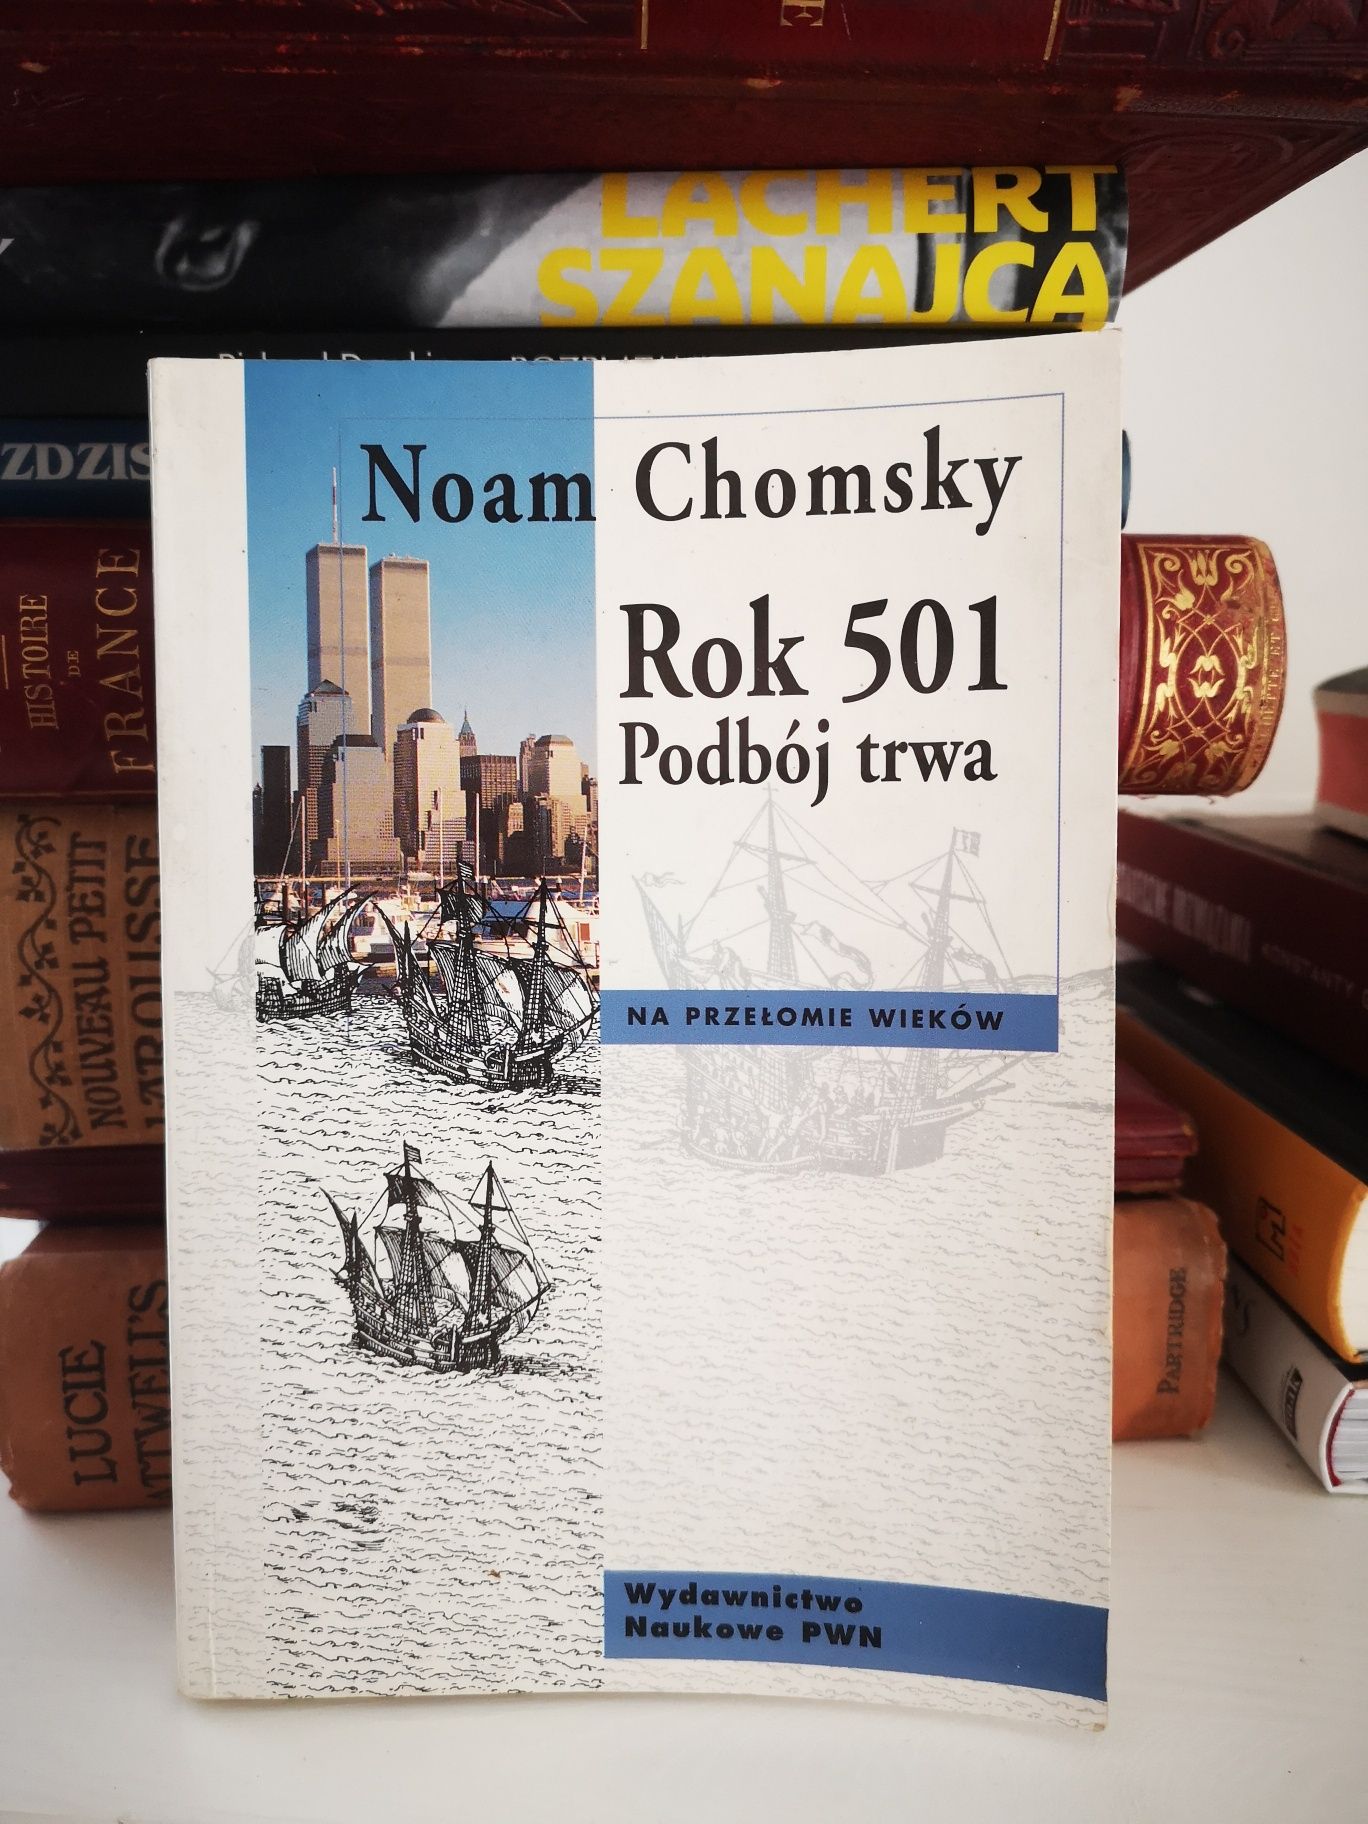 LACHERT
SZANAJCA
ZDZIS
HISTOIRE
DE
FRANCE
NOUVEAU PETIT
LAROUSSE
LUCIE
ATTWELL'S
Noam Chomsky
Rok 501
Podbój trwa
NA PRZEŁOMIE WIEKÓW
Wydawnictwo
Naukowe PWN
KONSTANTY
PARTRIDGE